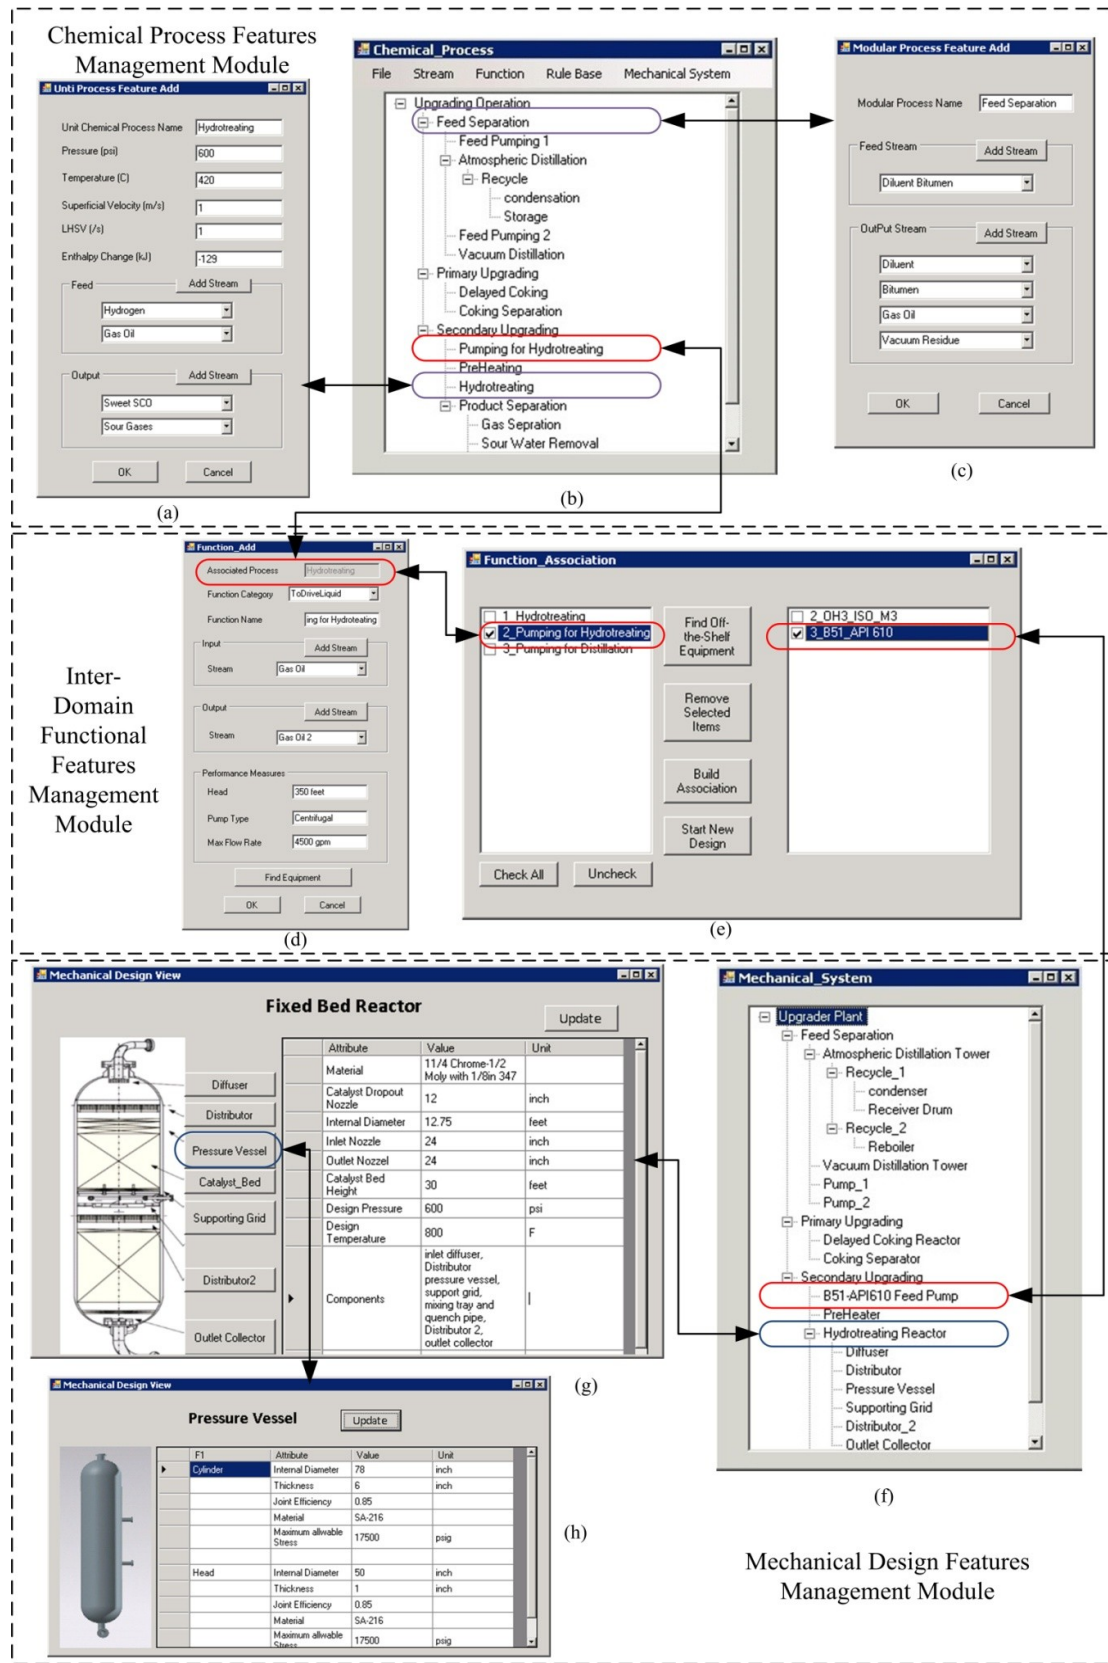 Chemical Process Features
Management Module
Unti Process Feature Add
Unit Chemical Process Name Hydrotreating
Pressure (psi) 600
Temperature (C) 420
Superficial Velocity (m/s) 1
LHSV (/s) 1
Enthalpy Change (kJ) -129
Feed Add Stream
Hydrogen
Gas Oil
Output Add Stream
Sweet SCO
Sour Gases
OK Cancel
(a)
Chemical_Process
File Stream Function Rule Base Mechanical System
Upgrading Operation
Feed Separation
Feed Pumping 1
Atmospheric Distillation
Recycle
condensation
Storage
Feed Pumping 2
Vacuum Distillation
Primary Upgrading
Delayed Coking
Coking Separation
Secondary Upgrading
Pumping for Hydrotreating
PreHeating
Hydrotreating
Product Separation
Gas Sepration
Sour Water Removal
(b)
Modular Process Feature Add
Modular Process Name Feed Separation
Feed Stream Add Stream
Diluent Bitumen
OutPut Stream Add Stream
Diluent
Bitumen
Gas Oil
Vacuum Residue
OK Cancel
(c)
Inter-
Domain
Functional
Features
Management
Module
Function_Add
Associated Process Hydrotreating
Function Category ToDriveLiquid
Function Name ing for Hydroteating
Input Add Stream
Stream Gas Oil
Output Add Stream
Stream Gas Oil 2
Performance Measures
Head 350 feet
Pump Type Centrifugal
Max Flow Rate 4500 gpm
Find Equipment
OK Cancel
(d)
Function_Association
1_Hydrotreating
2_Pumping for Hydrotreating
3_Pumping for Distillation
Find Off-
the-Shelf
Equipment
Remove
Selected
Items
Build
Association
Start New
Design
2_OH3_ISO_M3
3_B51_API 610
Check All Uncheck
(e)
Mechanical Design View
Fixed Bed Reactor
Update
Diffuser
Distributor
Pressure Vessel
Catalyst_Bed
Supporting Grid
Distributor2
Outlet Collector
Attribute Value Unit
Material 11/4 Chrome-1/2
Moly with 1/8in 347
Catalyst Dropout
Nozzle 12 inch
Internal Diameter 12.75 feet
Inlet Nozzle 24 inch
Outlet Nozzel 24 inch
Catalyst Bed
Height 30 feet
Design Pressure 600 psi
Design
Temperature 800 F
Components
inlet diffuser,
Distributor
pressure vessel,
support grid,
mixing tray and
quench pipe,
Distributor 2,
outlet collector
(g)
Mechanical_System
Upgrader Plant
Feed Separation
Atmospheric Distillation Tower
Recycle_1
condenser
Receiver Drum
Recycle_2
Reboiler
Vacuum Distillation Tower
Pump_1
Pump_2
Primary Upgrading
Delayed Coking Reactor
Coking Separator
Secondary Upgrading
B51-API610 Feed Pump
PreHeater
Hydrotreating Reactor
Diffuser
Distributor
Pressure Vessel
Supporting Grid
Distributor_2
Outlet Collector
(f)
Mechanical Design View
Pressure Vessel Update
F1 Attribute Value Unit
Cylinder Internal Diameter 78 inch
Thickness 6 inch
Joint Efficiency 0.85
Material SA-216
Maximum allwable
Stress 17500 psig
Head Internal Diameter 50 inch
Thickness 1 inch
Joint Efficiency 0.85
Material SA-216
Maximum allwable
Stress 17500 psig
(h)
Mechanical Design Features
Management Module